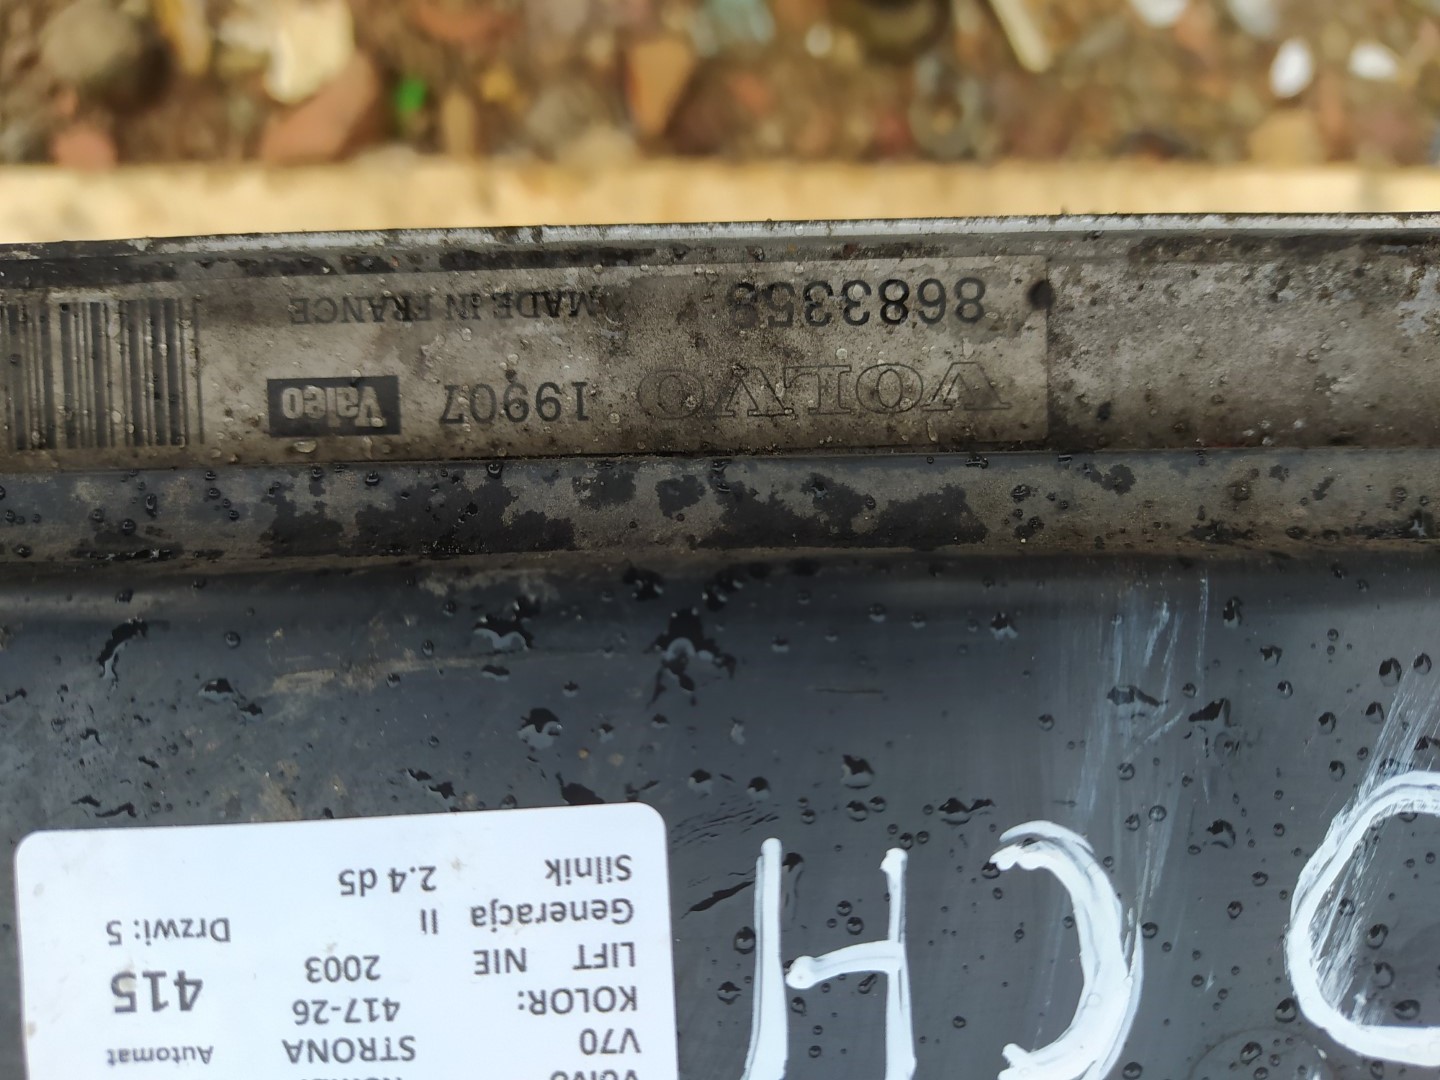 Volvo
V70 STRONA Automat
KOLOR: 417-26 415
LIFT NIE 2003
Generacja II Drzwi: 5
Silnik 2.4 d5
VOLVO 19907 Valeo
MADE IN FRANCE